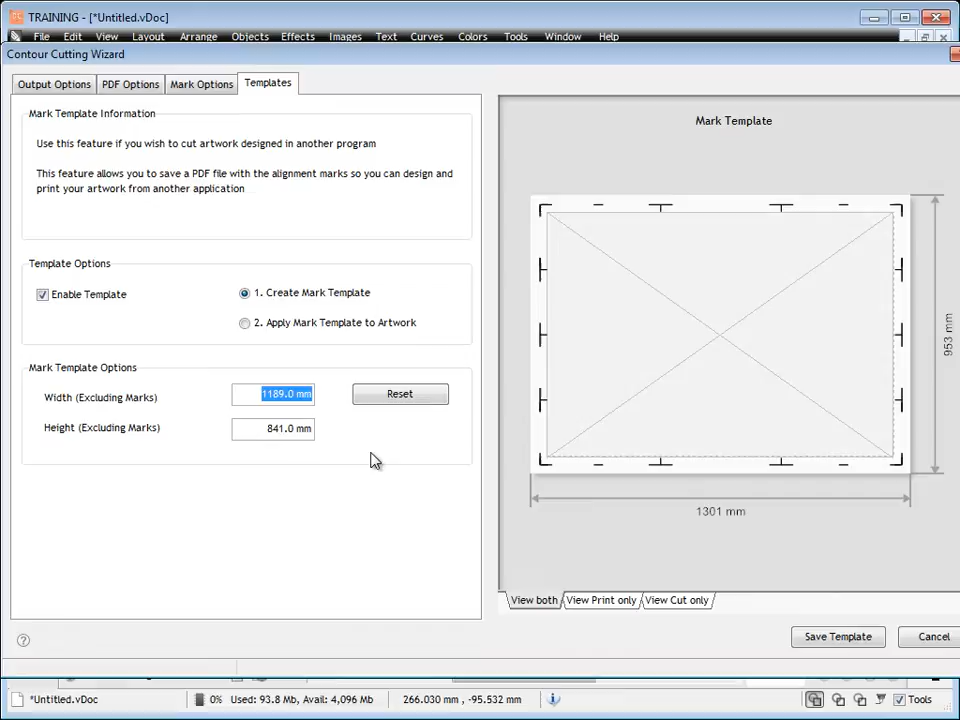 TRAINING - [*Untitled.vDoc]
File Edit View Layout Arrange Objects Effects Images Text Curves Colors Tools Window Help
Contour Cutting Wizard
Output Options PDF Options Mark Options Templates
Mark Template Information
Use this feature if you wish to cut artwork designed in another program
This feature allows you to save a PDF file with the alignment marks so you can design and
print your artwork from another application
Template Options
Enable Template
1. Create Mark Template
2. Apply Mark Template to Artwork
Mark Template Options
Width (Excluding Marks) 1189.0 mm Reset
Height (Excluding Marks) 841.0 mm
Mark Template
953 mm
1301 mm
View both View Print only View Cut only
Save Template Cancel
*Untitled.vDoc 0% Used: 93.8 Mb, Avail: 4,096 Mb 266.030 mm , -95.532 mm Tools